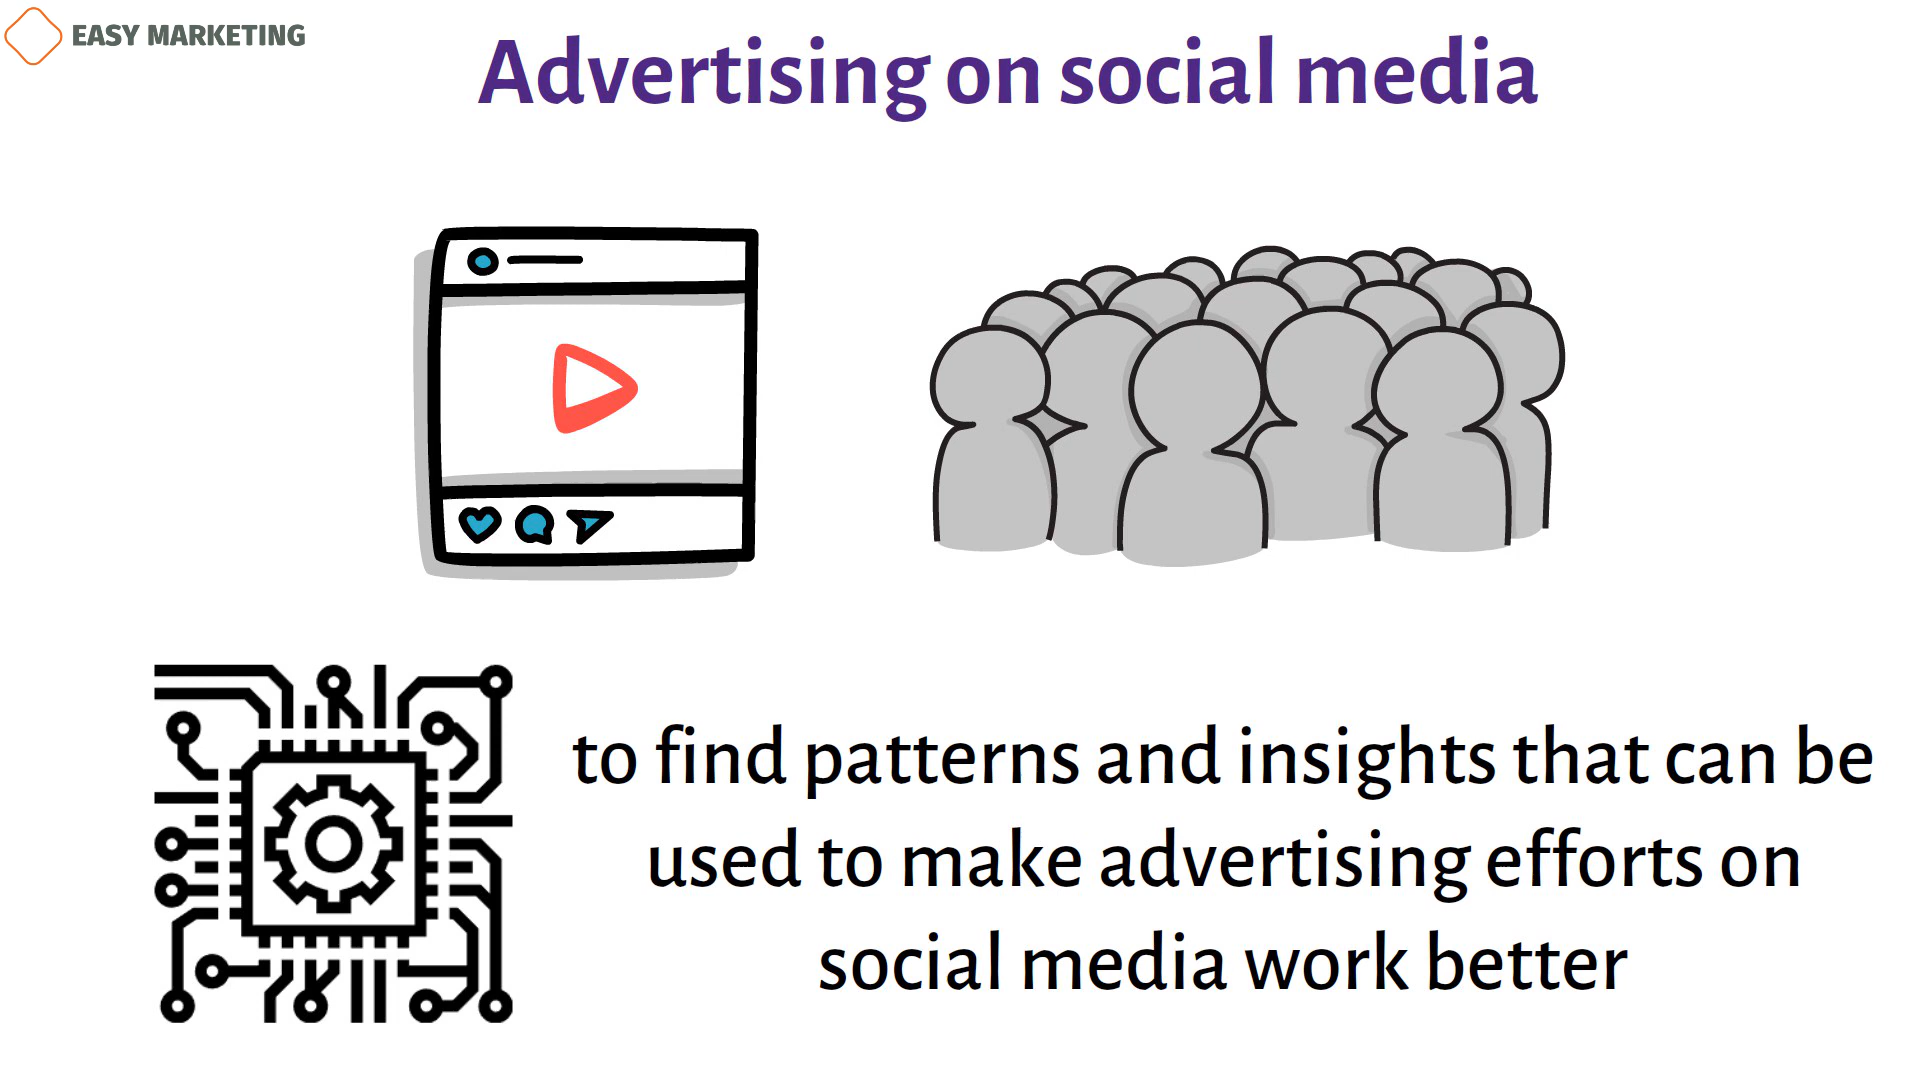 EASY MARKETING
Advertising on social media
to find patterns and insights that can be
used to make advertising efforts on
social media work better